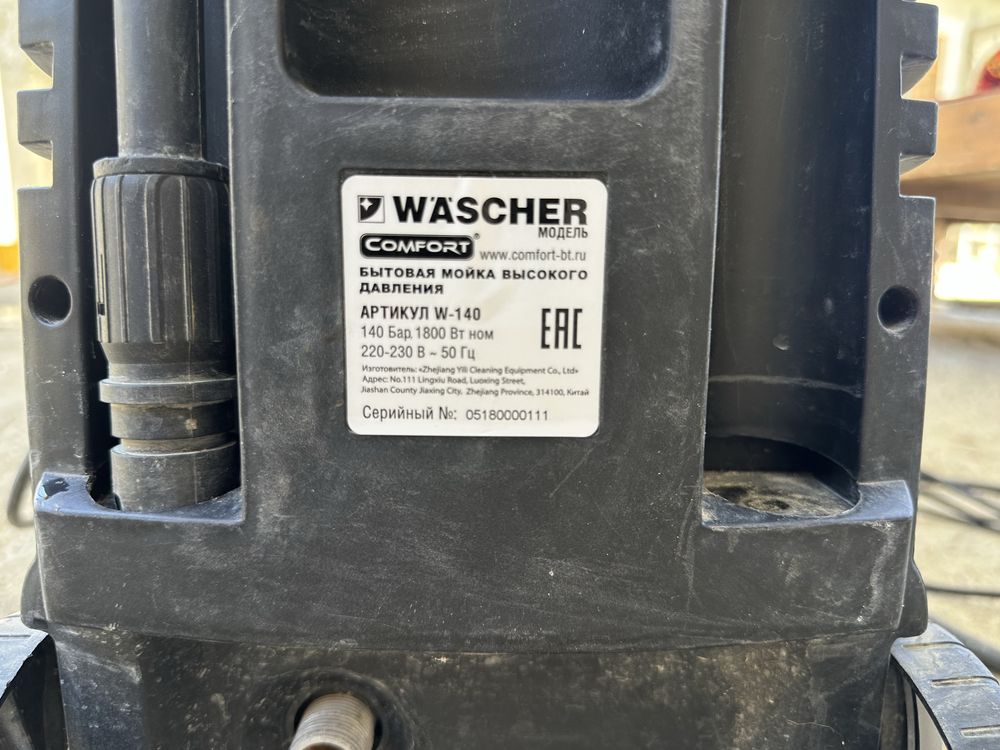 WÄSCHER
МОДЕЛЬ
COMFORT® www.comfort-bt.ru
БЫТОВАЯ МОЙКА ВЫСОКОГО
ДАВЛЕНИЯ
АРТИКУЛ W-140
140 Бар. 1800 Вт ном
220-230 В ~ 50 Гц
EAC
Изготовитель: «Zhejiang Yili Cleaning Equipment Co., Ltd»
Адрес: No.111 Lingxiu Road, Luoxing Street,
Jiashan County Jiaxing City, Zhejiang Province, 314100, Китай
Серийный №: 05180000111